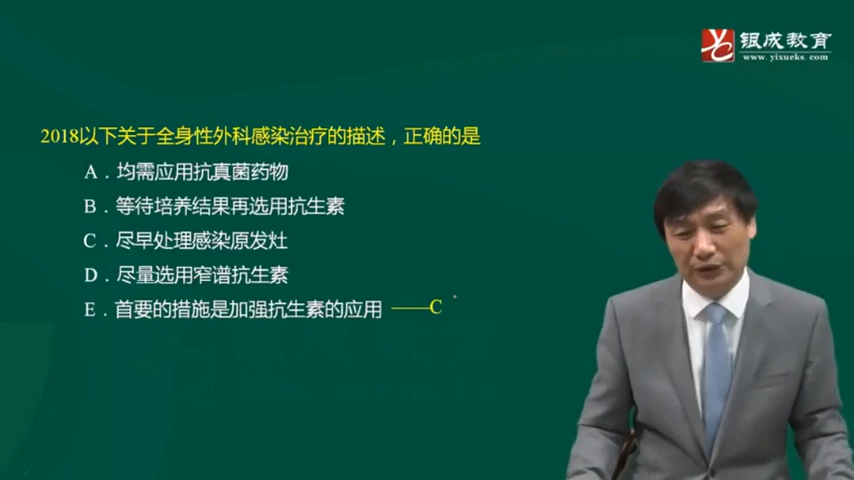 银成教育
www.yixueks.com
2018以下关于全身性外科感染治疗的描述，正确的是
A．均需应用抗真菌药物
B．等待培养结果再选用抗生素
C．尽早处理感染原发灶
D．尽量选用窄谱抗生素
E．首要的措施是加强抗生素的应用 ——C
银成教育